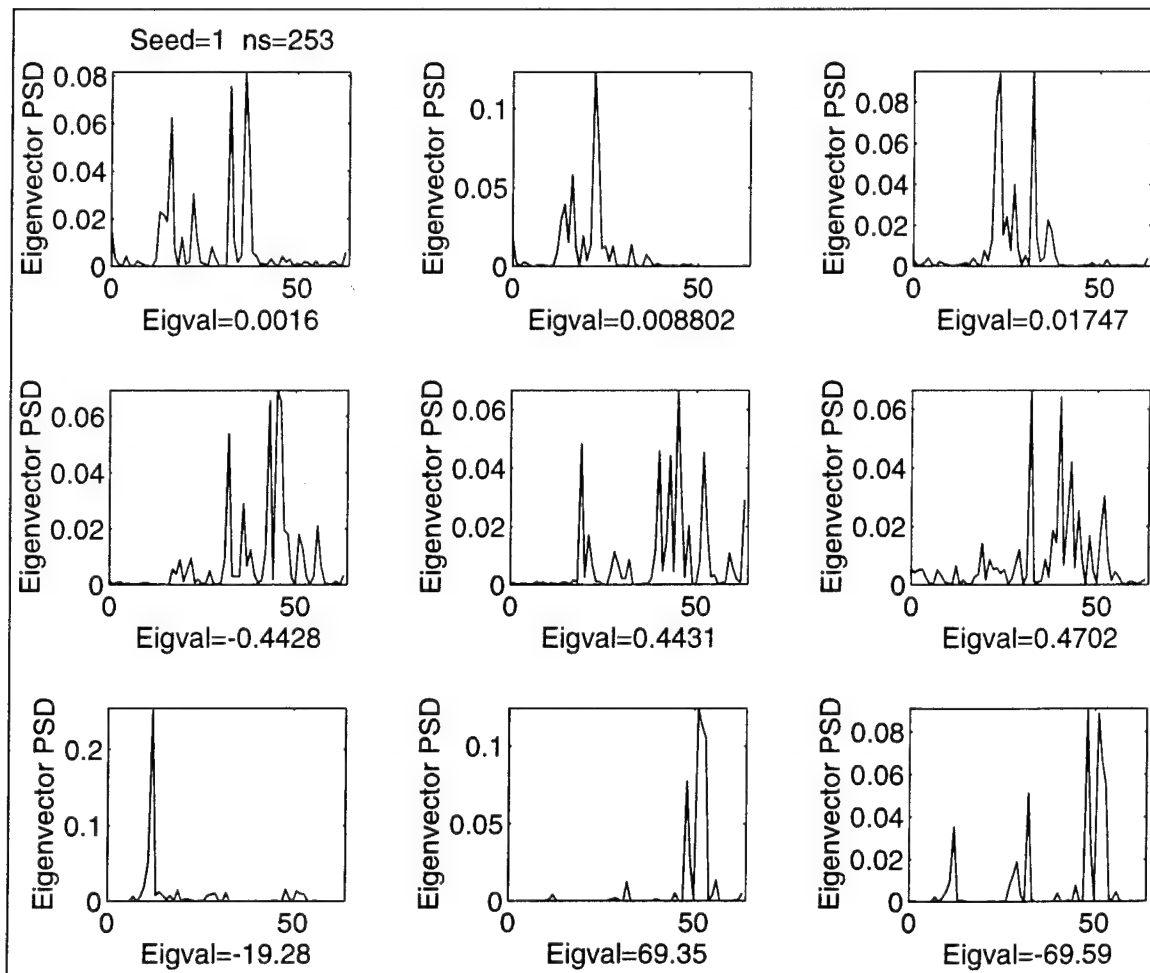 Seed=1 ns=253
Eigenvector PSD
0.08
0.06
0.04
0.02
0
0 50
Eigval=0.0016
Eigenvector PSD
0.1
0.05
0
0 50
Eigval=0.008802
Eigenvector PSD
0.08
0.06
0.04
0.02
0
0 50
Eigval=0.01747
Eigenvector PSD
0.06
0.04
0.02
0
0 50
Eigval=-0.4428
Eigenvector PSD
0.06
0.04
0.02
0
0 50
Eigval=0.4431
Eigenvector PSD
0.06
0.04
0.02
0
0 50
Eigval=0.4702
Eigenvector PSD
0.2
0.1
0
0 50
Eigval=-19.28
Eigenvector PSD
0.1
0.05
0
0 50
Eigval=69.35
Eigenvector PSD
0.08
0.06
0.04
0.02
0
0 50
Eigval=-69.59